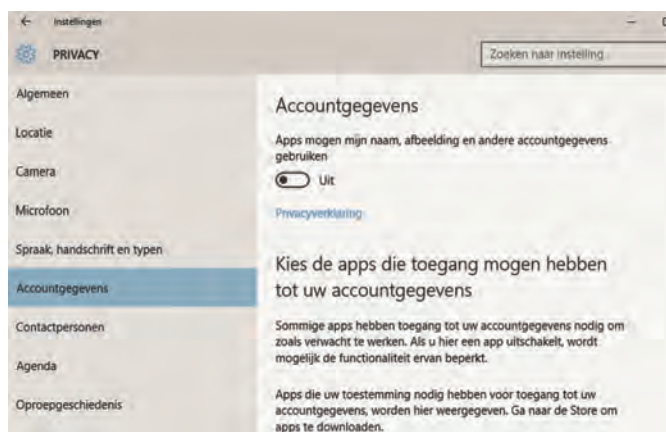 Instellingen
PRIVACY
Zoeken naar instelling
Algemeen
Locatie
Camera
Microfoon
Spraak, handschrift en typen
Accountgegevens
Contactpersonen
Agenda
Oproepgeschiedenis
Accountgegevens
Apps mogen mijn naam, afbeelding en andere accountgegevens
gebruiken
Uit
Privacyverklaring
Kies de apps die toegang mogen hebben
tot uw accountgegevens
Sommige apps hebben toegang tot uw accountgegevens nodig om
zoals verwacht te werken. Als u hier een app uitschakelt, wordt
mogelijk de functionaliteit ervan beperkt.
Apps die uw toestemming nodig hebben voor toegang tot uw
accountgegevens, worden hier weergegeven. Ga naar de Store om
apps te downloaden.